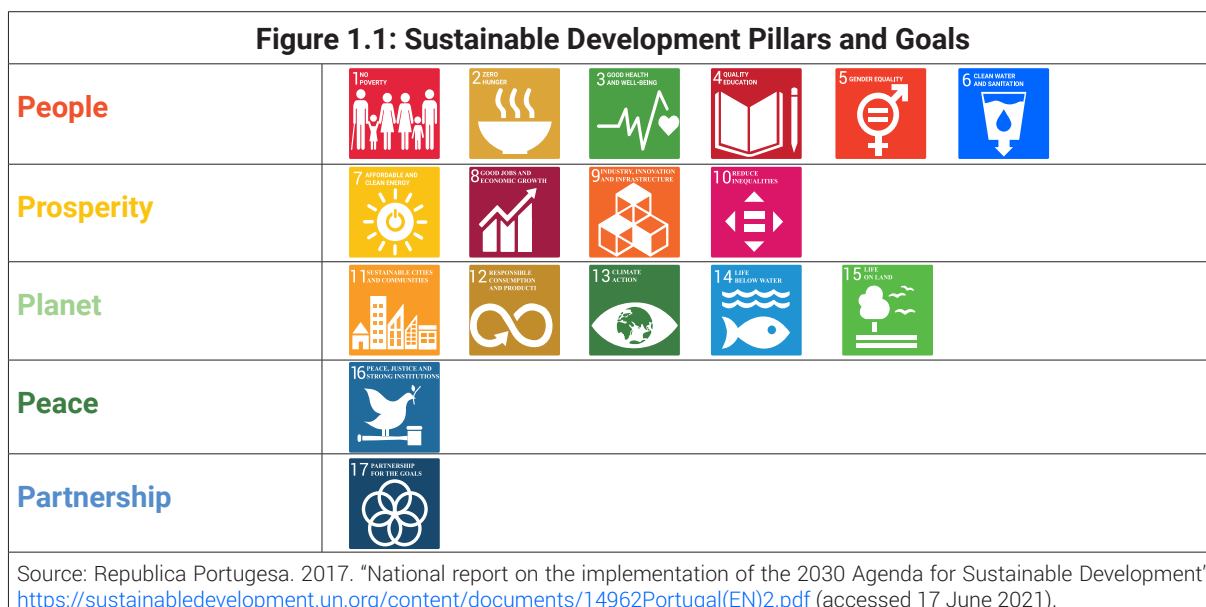 Figure 1.1: Sustainable Development Pillars and Goals
People
1 NO
POVERTY
2 ZERO
HUNGER
3 GOOD HEALTH
AND WELL-BEING
4 QUALITY
EDUCATION
5 GENDER EQUALITY
6 CLEAN WATER
AND SANITATION
Prosperity
7 AFFORDABLE AND
CLEAN ENERGY
8 GOOD JOBS AND
ECONOMIC GROWTH
9 INDUSTRY, INNOVATION
AND INFRASTRUCTURE
10 REDUCE
INEQUALITIES
Planet
11 SUSTAINABLE CITIES
AND COMMUNITIES
12 RESPONSIBLE
CONSUMPTION
AND PRODUCTI
13 CLIMATE
ACTION
14 LIFE
BELOW WATER
15 LIFE
ON LAND
Peace
16 PEACE, JUSTICE AND
STRONG INSTITUTIONS
Partnership
17 PARTNERSHIP
FOR THE GOALS
Source: Republica Portugesa. 2017. “National report on the implementation of the 2030 Agenda for Sustainable Development”
https://sustainabledevelopment.un.org/content/documents/14962Portugal(EN)2.pdf (accessed 17 June 2021).